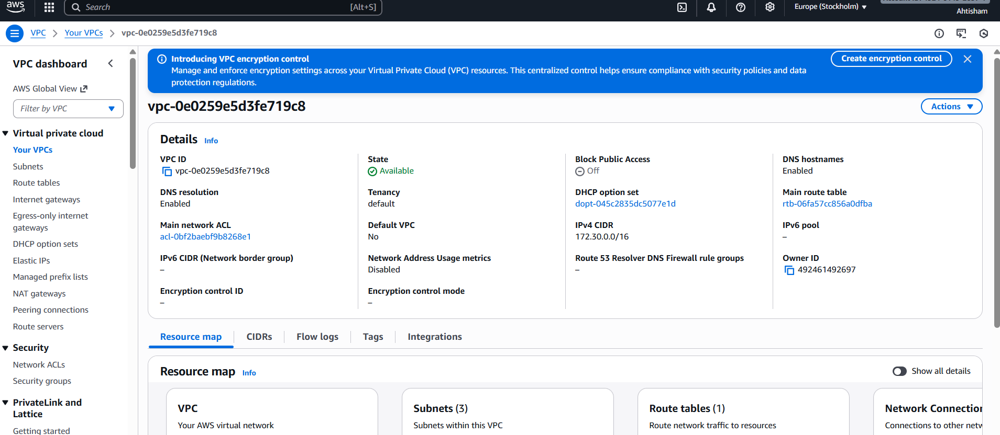 aws
Search
[Alt+S]
Europe (Stockholm)
Ahtisham
VPC
Your VPCs
vpc-0e0259e5d3fe719c8
VPC dashboard
AWS Global View
Filter by VPC
Virtual private cloud
Your VPCs
Subnets
Route tables
Internet gateways
Egress-only internet
gateways
DHCP option sets
Elastic IPs
Managed prefix lists
NAT gateways
Peering connections
Route servers
Security
Network ACLs
Security groups
PrivateLink and
Lattice
Getting started
Introducing VPC encryption control
Manage and enforce encryption settings across your Virtual Private Cloud (VPC) resources. This centralized control helps ensure compliance with security policies and data
protection regulations.
Create encryption control
vpc-0e0259e5d3fe719c8
Actions
Details Info
VPC ID
vpc-0e0259e5d3fe719c8
State
Available
Block Public Access
Off
DNS hostnames
Enabled
DNS resolution
Enabled
Tenancy
default
DHCP option set
dopt-045c2835dc5077e1d
Main route table
rtb-06fa57cc856a0dfba
Main network ACL
acl-0bf2baebf9b8268e1
Default VPC
No
IPv4 CIDR
172.30.0.0/16
IPv6 pool
–
IPv6 CIDR (Network border group)
–
Network Address Usage metrics
Disabled
Route 53 Resolver DNS Firewall rule groups
–
Owner ID
492461492697
Encryption control ID
–
Encryption control mode
–
Resource map
CIDRs
Flow logs
Tags
Integrations
Resource map Info
Show all details
VPC
Your AWS virtual network
Subnets (3)
Subnets within this VPC
Route tables (1)
Route network traffic to resources
Network Connection
Connections to other netw